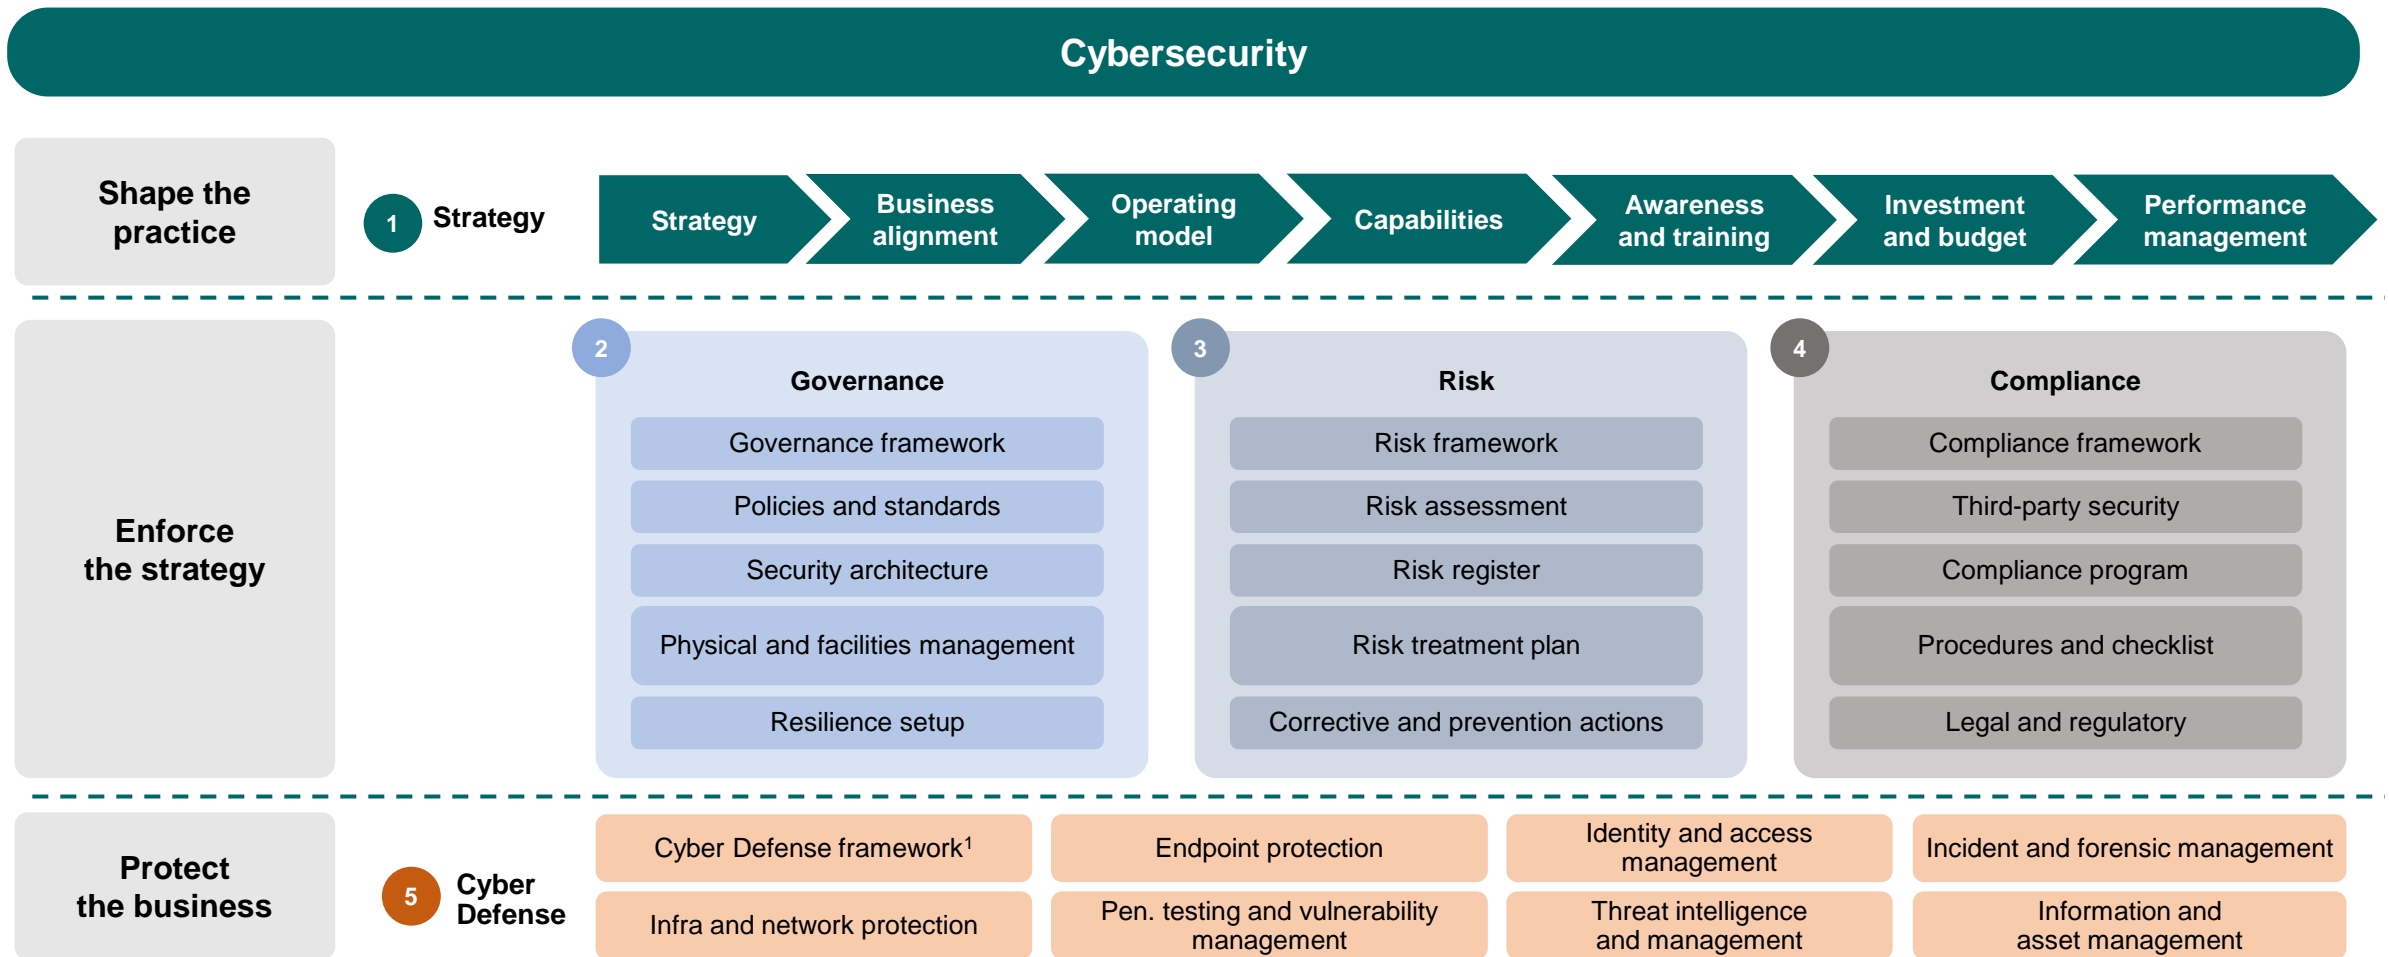 Cybersecurity
Shape the
practice
1
Strategy
Strategy
Business
alignment
Operating
model
Capabilities
Awareness
and training
Investment
and budget
Performance
management
Enforce
the strategy
2
Governance
Governance framework
Policies and standards
Security architecture
Physical and facilities management
Resilience setup
3
Risk
Risk framework
Risk assessment
Risk register
Risk treatment plan
Corrective and prevention actions
4
Compliance
Compliance framework
Third-party security
Compliance program
Procedures and checklist
Legal and regulatory
Protect
the business
5
Cyber
Defense
Cyber Defense framework¹
Endpoint protection
Identity and access
management
Incident and forensic management
Infra and network protection
Pen. testing and vulnerability
management
Threat intelligence
and management
Information and
asset management